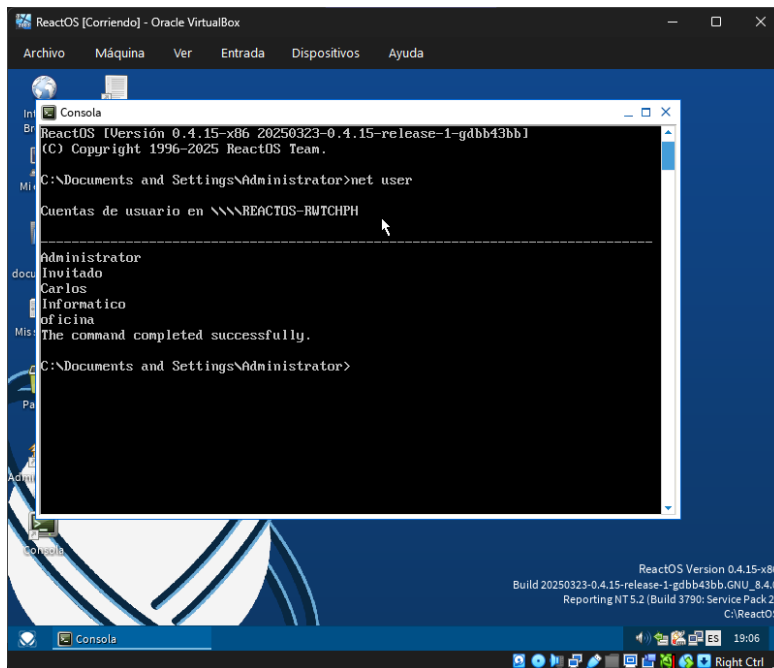 ReactOS [Corriendo] - Oracle VirtualBox
Archivo Máquina Ver Entrada Dispositivos Ayuda
Consola
ReactOS [Versión 0.4.15-x86 20250323-0.4.15-release-1-gdbb43bb]
(C) Copyright 1996-2025 ReactOS Team.
C:\Documents and Settings\Administrator>net user
Cuentas de usuario en \\\\REACTOS-RWTCHPH
--------------------------------------------------------------------------------
Administrator
Invitado
Carlos
Informatico
oficina
The command completed successfully.
C:\Documents and Settings\Administrator>
Consola
ReactOS Version 0.4.15-x8
Build 20250323-0.4.15-release-1-gdbb43bb.GNU_8.4.0
Reporting NT 5.2 (Build 3790: Service Pack 2
C:\ReactOS
Consola
ES 19:06
Right Ctrl